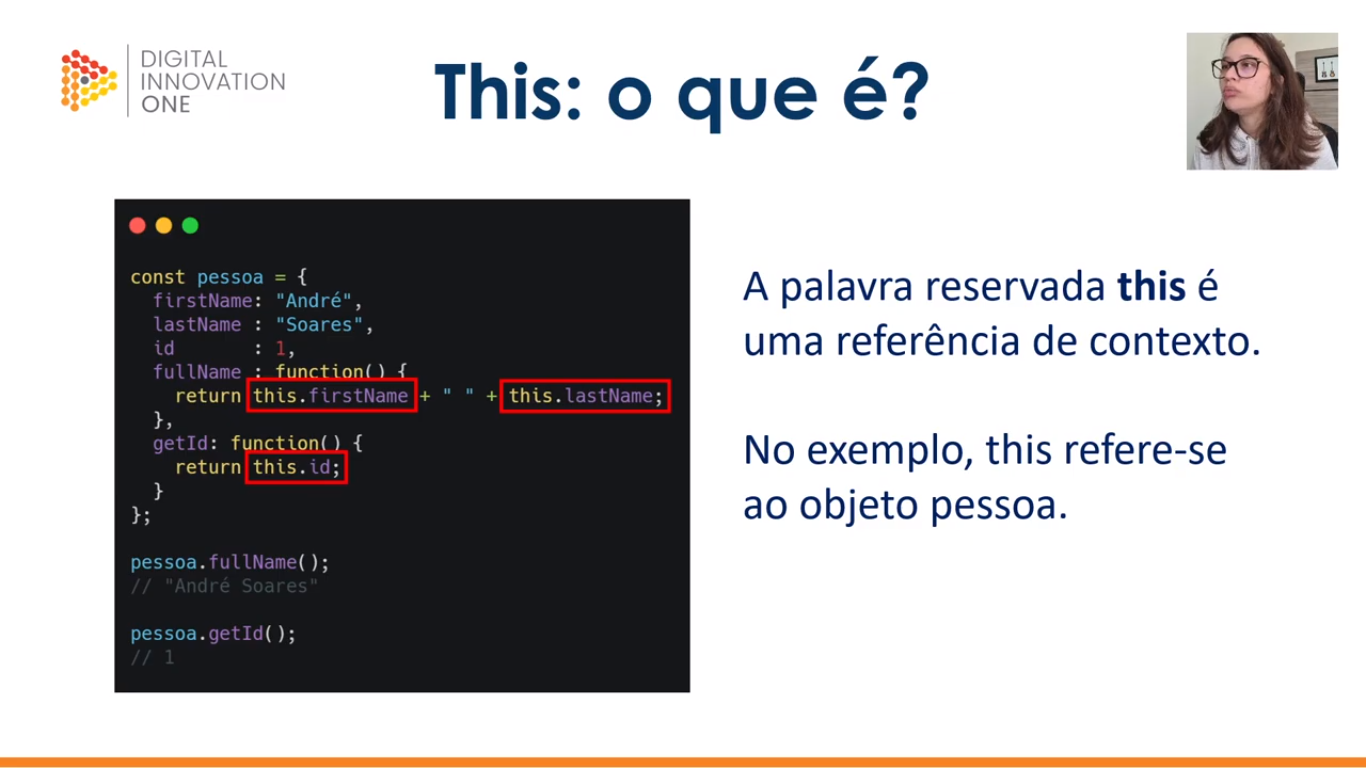 DIGITAL
INNOVATION
ONE
This: o que é?
const pessoa = {
  firstName: "André",
  lastName : "Soares",
  id       : 1,
  fullName : function() {
    return this.firstName + " " + this.lastName;
  },
  getId: function() {
    return this.id;
  }
};

pessoa.fullName();
// "André Soares"

pessoa.getId();
// 1
A palavra reservada this é
uma referência de contexto.
No exemplo, this refere-se
ao objeto pessoa.